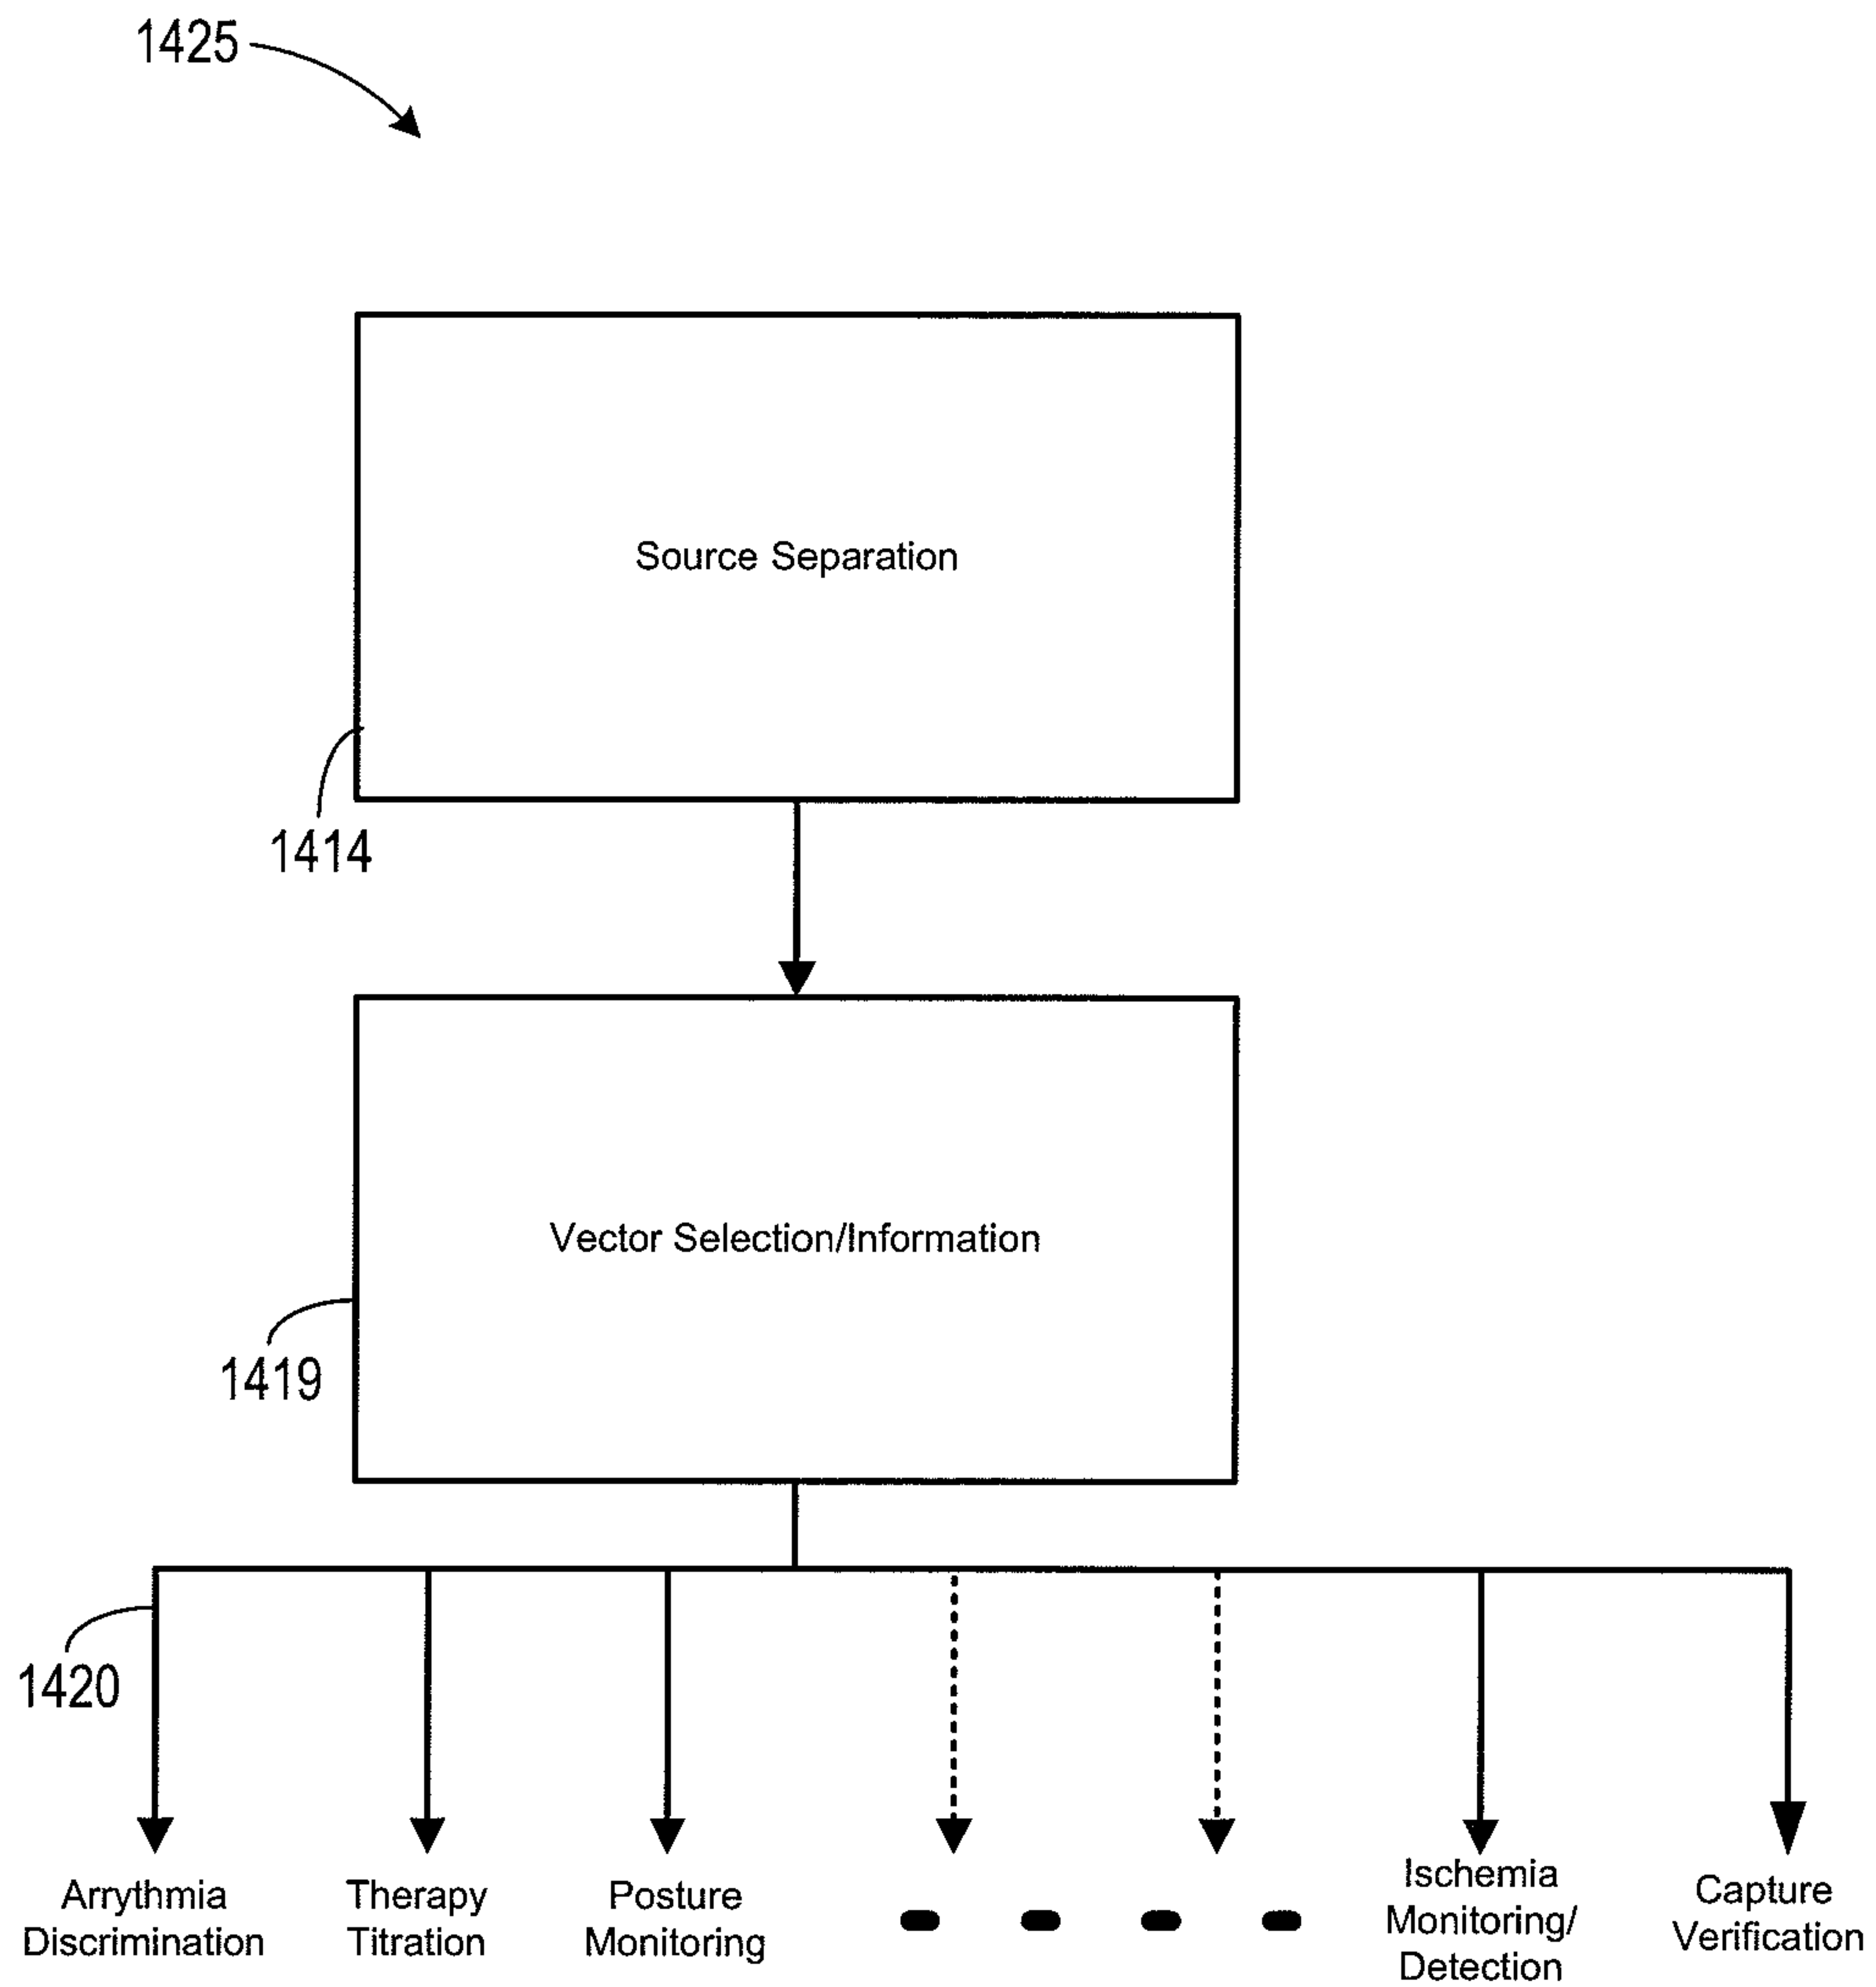 1425
Source Separation
1414
Vector Selection/Information
1419
1420
Arrythmia
Discrimination
Therapy
Titration
Posture
Monitoring
Ischemia
Monitoring/
Detection
Capture
Verification